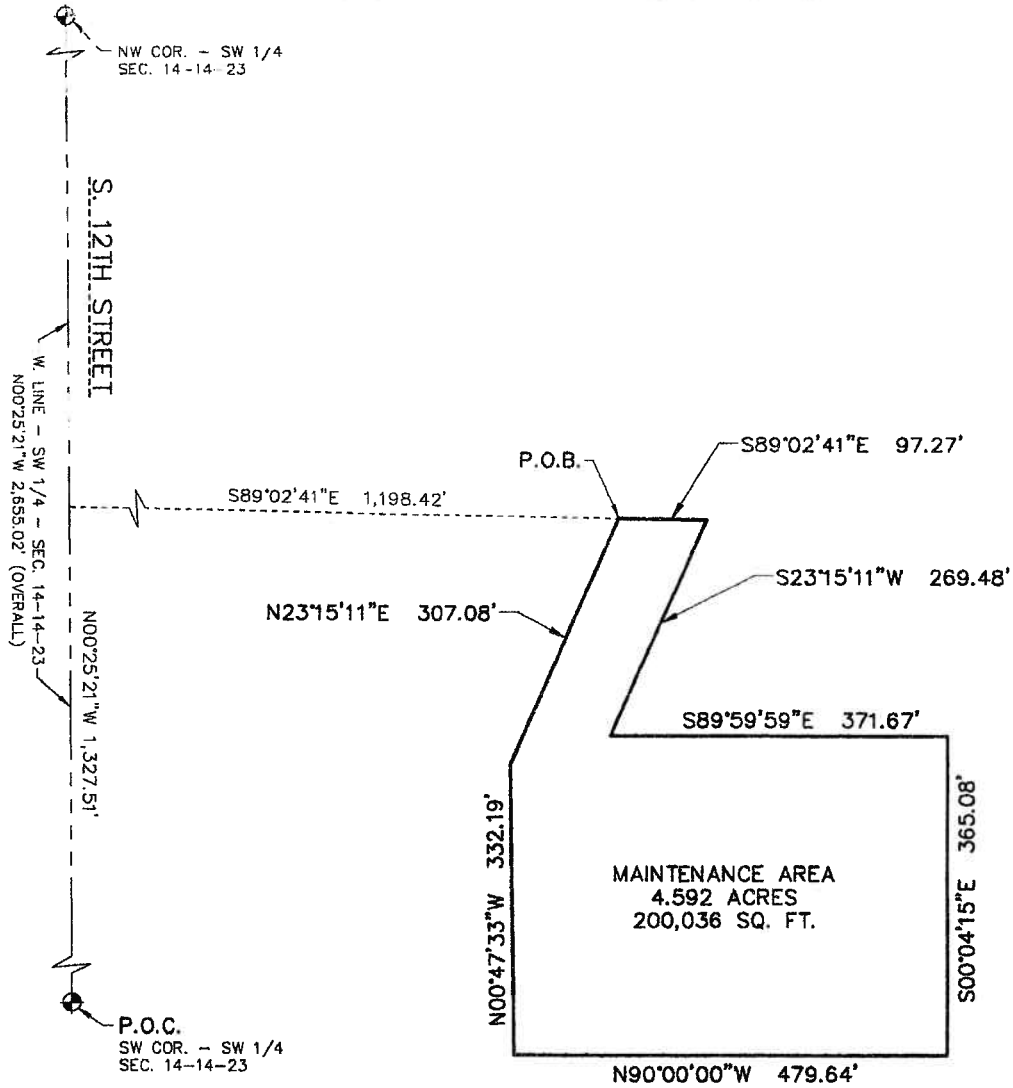 NW COR. - SW 1/4
SEC. 14-14-23
S. 12TH STREET
W. LINE - SW 1/4 - SEC. 14-14-23
N00°25'21"W 2,655.02' (OVERALL)
S89°02'41"E 97.27'
P.O.B.
S89°02'41"E 1,198.42'
S23°15'11"W 269.48'
N23°15'11"E 307.08'
N00°25'21"W 1,327.51'
S89°59'59"E 371.67'
N00°47'33"W 332.19'
MAINTENANCE AREA
4.592 ACRES
200,036 SQ. FT.
S00°04'15"E 365.08'
P.O.C.
SW COR. - SW 1/4
SEC. 14-14-23
N90°00'00"W 479.64'